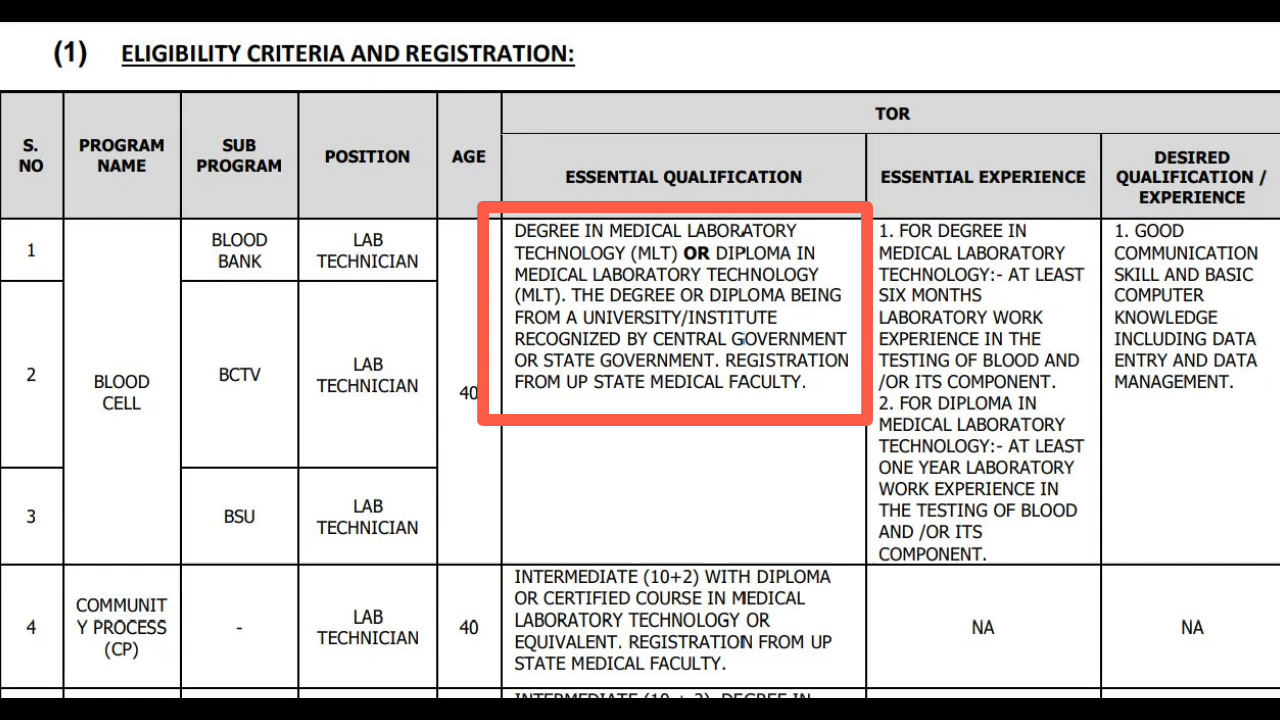 (1) ELIGIBILITY CRITERIA AND REGISTRATION:
S.
NO
PROGRAM
NAME
SUB
PROGRAM
POSITION
AGE
TOR
ESSENTIAL QUALIFICATION
ESSENTIAL EXPERIENCE
DESIRED
QUALIFICATION /
EXPERIENCE
1
BLOOD
CELL
BLOOD
BANK
LAB
TECHNICIAN
40
DEGREE IN MEDICAL LABORATORY
TECHNOLOGY (MLT) OR DIPLOMA IN
MEDICAL LABORATORY TECHNOLOGY
(MLT). THE DEGREE OR DIPLOMA BEING
FROM A UNIVERSITY/INSTITUTE
RECOGNIZED BY CENTRAL GOVERNMENT
OR STATE GOVERNMENT. REGISTRATION
FROM UP STATE MEDICAL FACULTY.
1. FOR DEGREE IN
MEDICAL LABORATORY
TECHNOLOGY:- AT LEAST
SIX MONTHS
LABORATORY WORK
EXPERIENCE IN THE
TESTING OF BLOOD AND
/OR ITS COMPONENT.
2. FOR DIPLOMA IN
MEDICAL LABORATORY
TECHNOLOGY:- AT LEAST
ONE YEAR LABORATORY
WORK EXPERIENCE IN
THE TESTING OF BLOOD
AND /OR ITS
COMPONENT.
1. GOOD
COMMUNICATION
SKILL AND BASIC
COMPUTER
KNOWLEDGE
INCLUDING DATA
ENTRY AND DATA
MANAGEMENT.
2
BCTV
LAB
TECHNICIAN
3
BSU
LAB
TECHNICIAN
4
COMMUNIT
Y PROCESS
(CP)
-
LAB
TECHNICIAN
40
INTERMEDIATE (10+2) WITH DIPLOMA
OR CERTIFIED COURSE IN MEDICAL
LABORATORY TECHNOLOGY OR
EQUIVALENT. REGISTRATION FROM UP
STATE MEDICAL FACULTY.
NA
NA
INTERMEDIATE (10 + 2), DEGREE IN